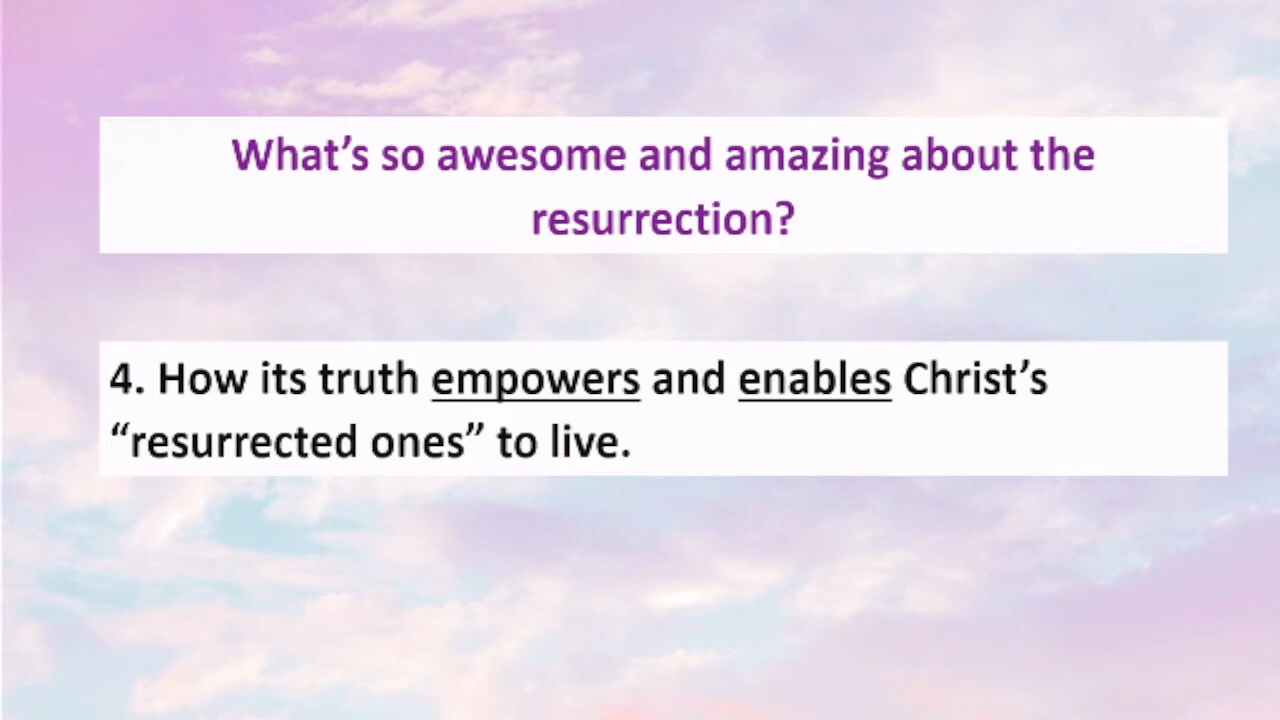 What’s so awesome and amazing about the
resurrection?
4. How its truth empowers and enables Christ’s
“resurrected ones” to live.